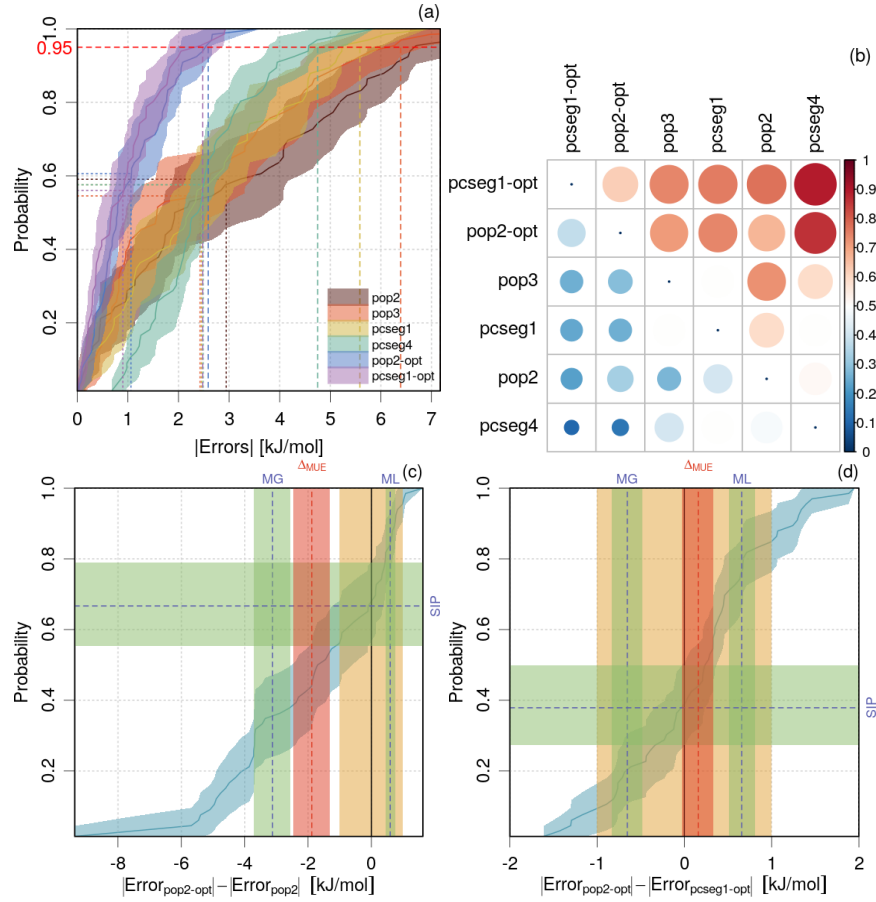 (a)
1.0
0.95
0.8
0.6
0.4
0.2
Probability
pop2
pop3
pcseg1
pcseg4
pop2-opt
pcseg1-opt
0 1 2 3 4 5 6 7
|Errors| [kJ/mol]
(b)
pcseg1-opt pop2-opt pop3 pcseg1 pop2 pcseg4
pcseg1-opt
pop2-opt
pop3
pcseg1
pop2
pcseg4
1
0.9
0.8
0.7
0.6
0.5
0.4
0.3
0.2
0.1
0
ΔMUE
MG ML (c)
1.0
0.8
0.6
0.4
0.2
Probability
SIP
-8 -6 -4 -2 0
|Errorpop2-opt|−|Errorpop2| [kJ/mol]
ΔMUE
MG ML (d)
1.0
0.8
0.6
0.4
0.2
Probability
SIP
-2 -1 0 1 2
|Errorpop2-opt|−|Errorpcseg1-opt| [kJ/mol]